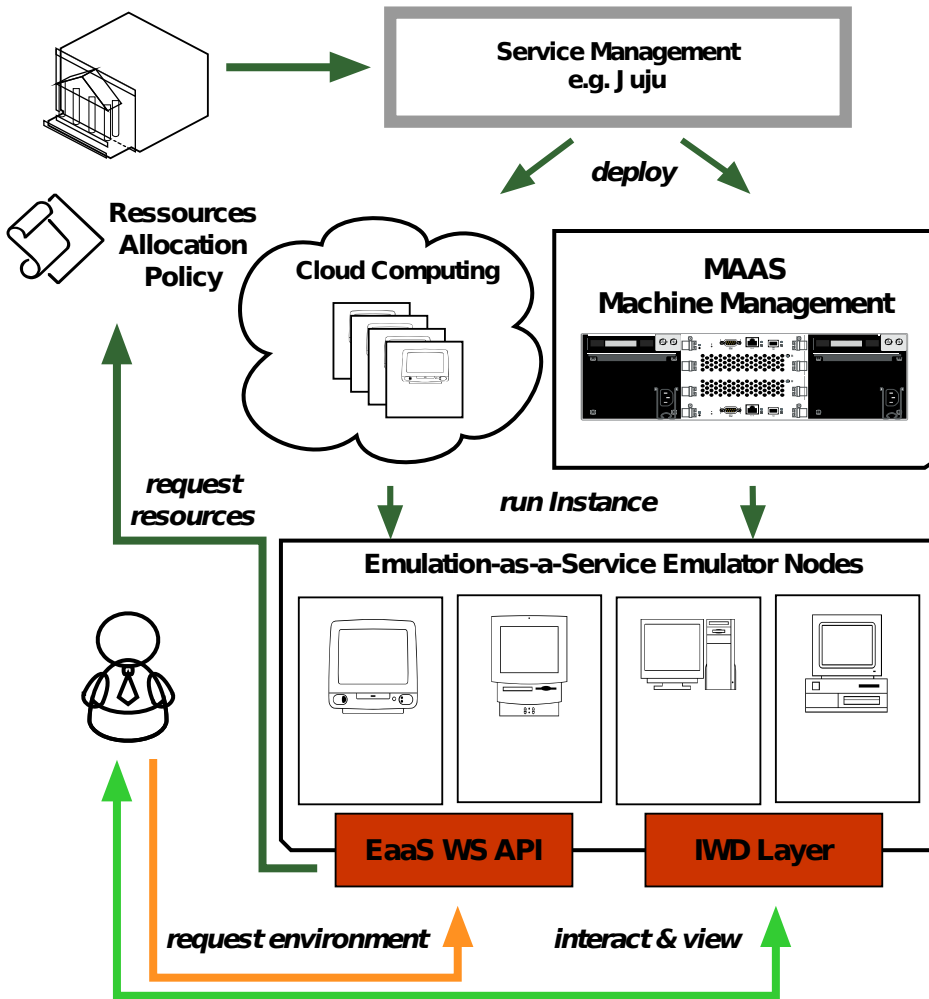 Service Management
e.g. Juju
deploy
Ressources
Allocation
Policy
Cloud Computing
MAAS
Machine Management
request
resources
run Instance
Emulation-as-a-Service Emulator Nodes
EaaS WS API
IWD Layer
request environment
interact & view